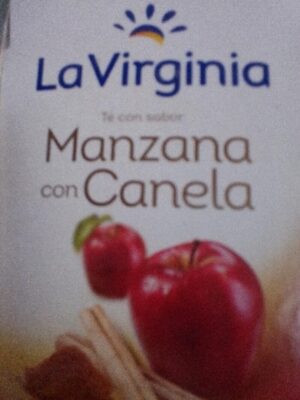 La Virginia
Té con sabor
Manzana
con Canela